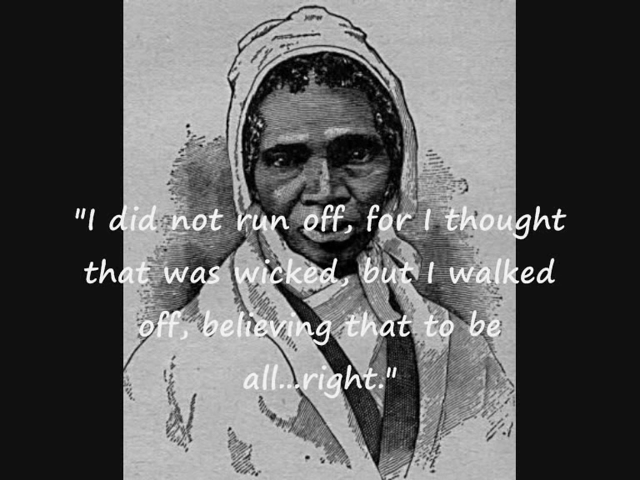 "I did not run off, for I thought
that was wicked, but I walked
off, believing that to be
all...right."